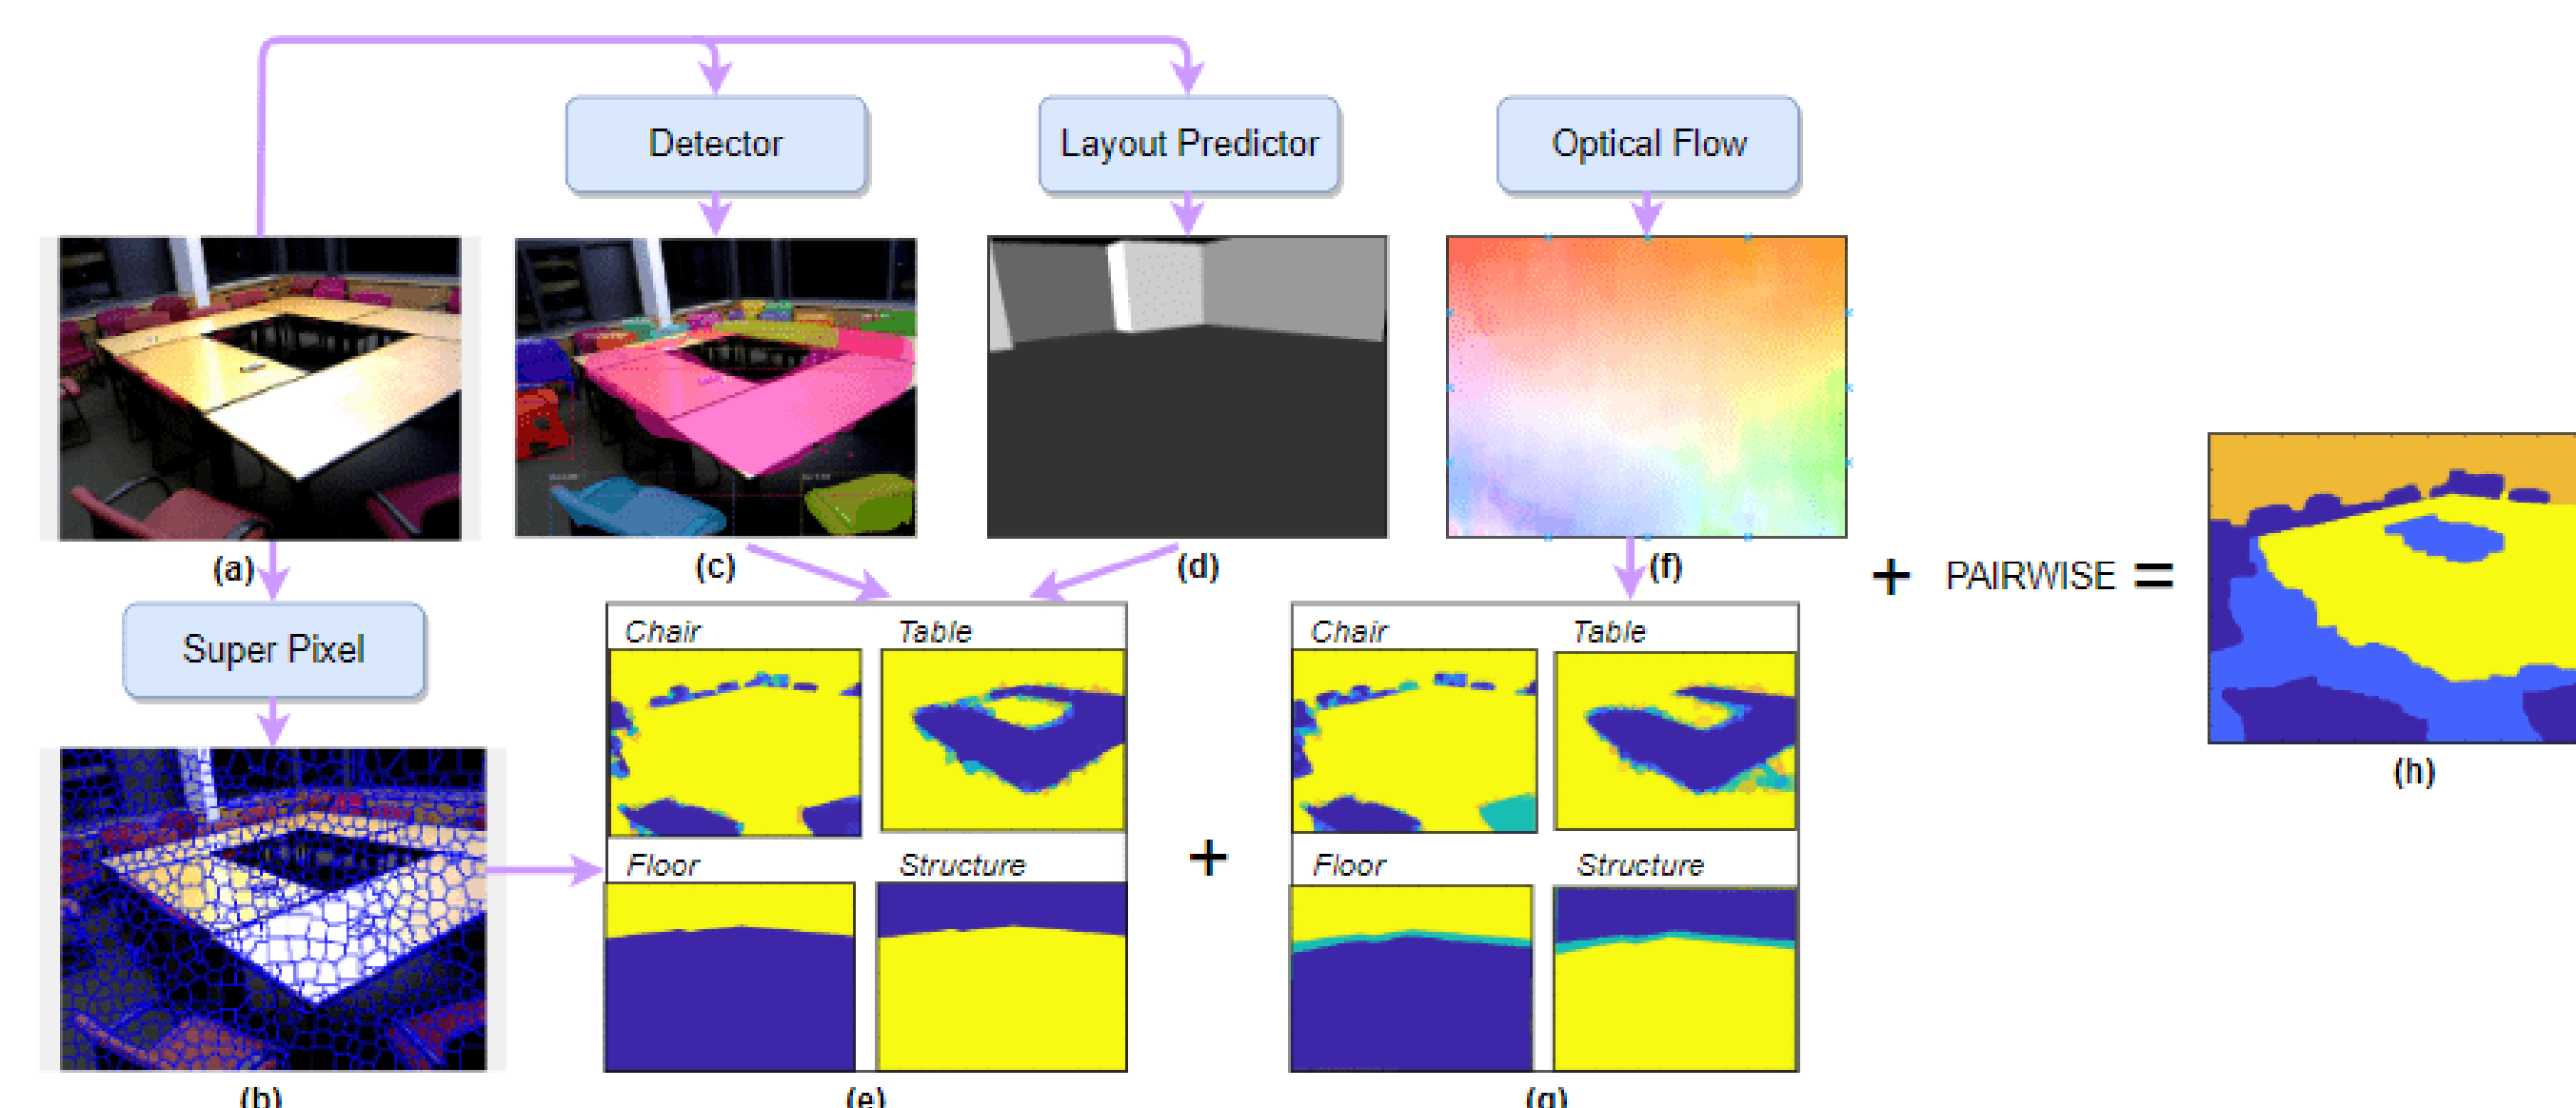 Detector
Layout Predictor
Optical Flow
(a)
(c)
(d)
(f)
+ PAIRWISE =
Super Pixel
Chair
Table
Chair
Table
(h)
Floor
Structure
+
Floor
Structure
(b)
(e)
(g)